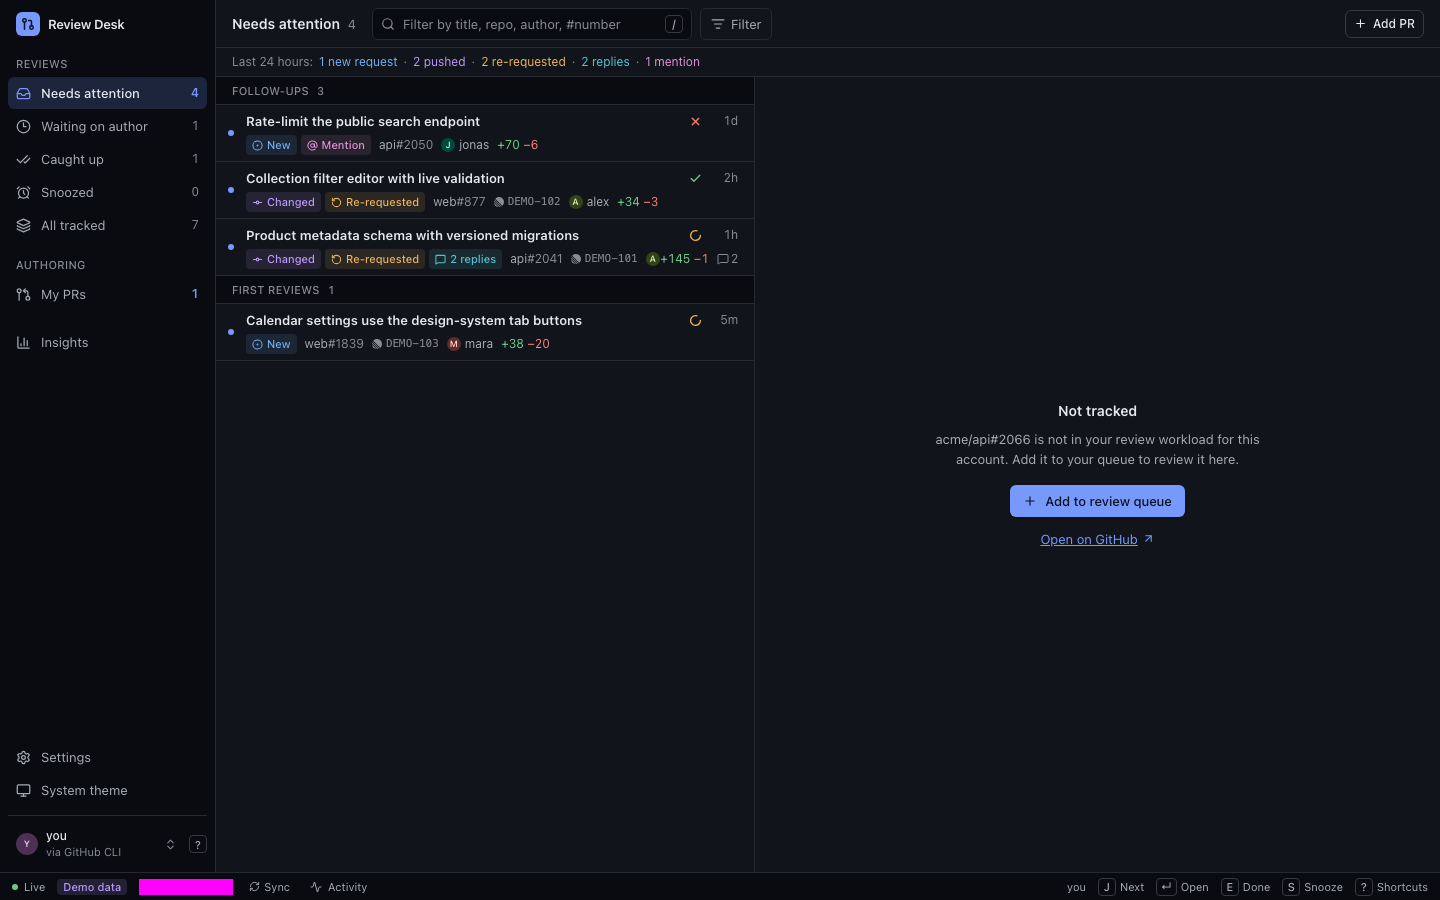 Review Desk
REVIEWS
Needs attention 4
Waiting on author 1
Caught up 1
Snoozed 0
All tracked 7
AUTHORING
My PRs 1
Insights
Settings
System theme
Y
you
via GitHub CLI
?
Needs attention 4
Filter by title, repo, author, #number /
Filter
Add PR
Last 24 hours: 1 new request · 2 pushed · 2 re-requested · 2 replies · 1 mention
FOLLOW-UPS 3
Rate-limit the public search endpoint 1d
New Mention api#2050 J jonas +70 −6
Collection filter editor with live validation 2h
Changed Re-requested web#877 DEMO-102 A alex +34 −3
Product metadata schema with versioned migrations 1h
Changed Re-requested 2 replies api#2041 DEMO-101 A +145 −1 2
FIRST REVIEWS 1
Calendar settings use the design-system tab buttons 5m
New web#1839 DEMO-103 M mara +38 −20
Not tracked
acme/api#2066 is not in your review workload for this
account. Add it to your queue to review it here.
Add to review queue
Open on GitHub
Live Demo data Sync Activity
you J Next Open E Done S Snooze ? Shortcuts